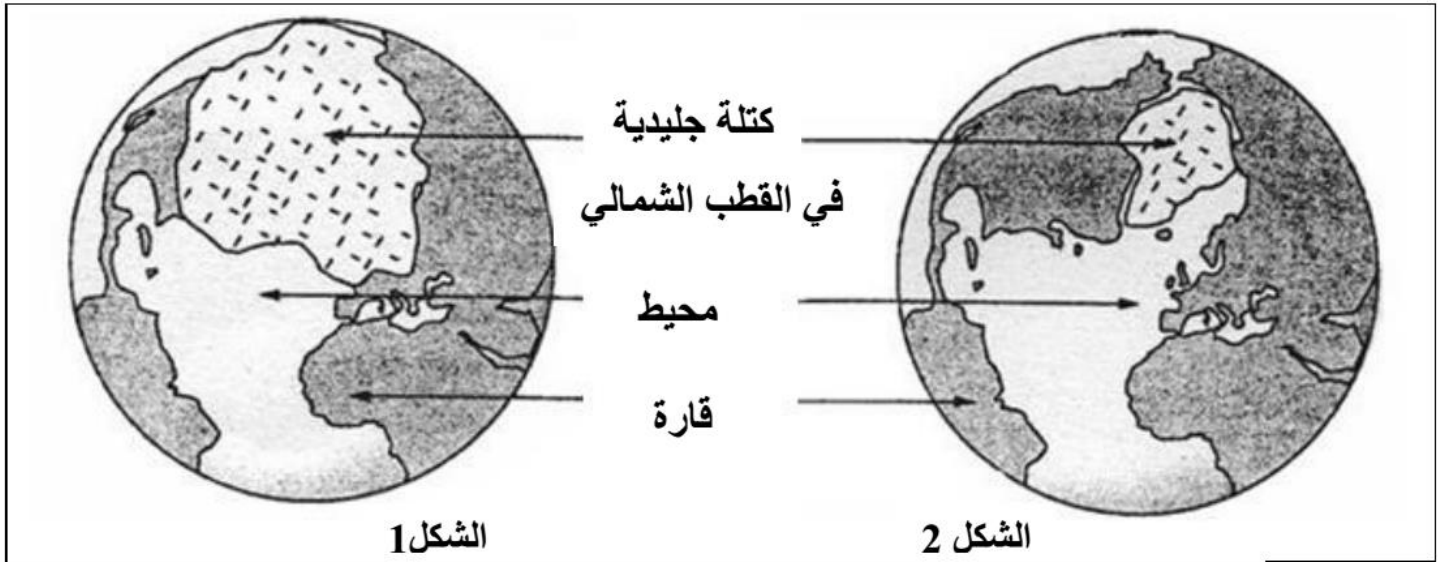 كتلة جليدية
في القطب الشمالي
محيط
قارة
الشكل1
الشكل 2